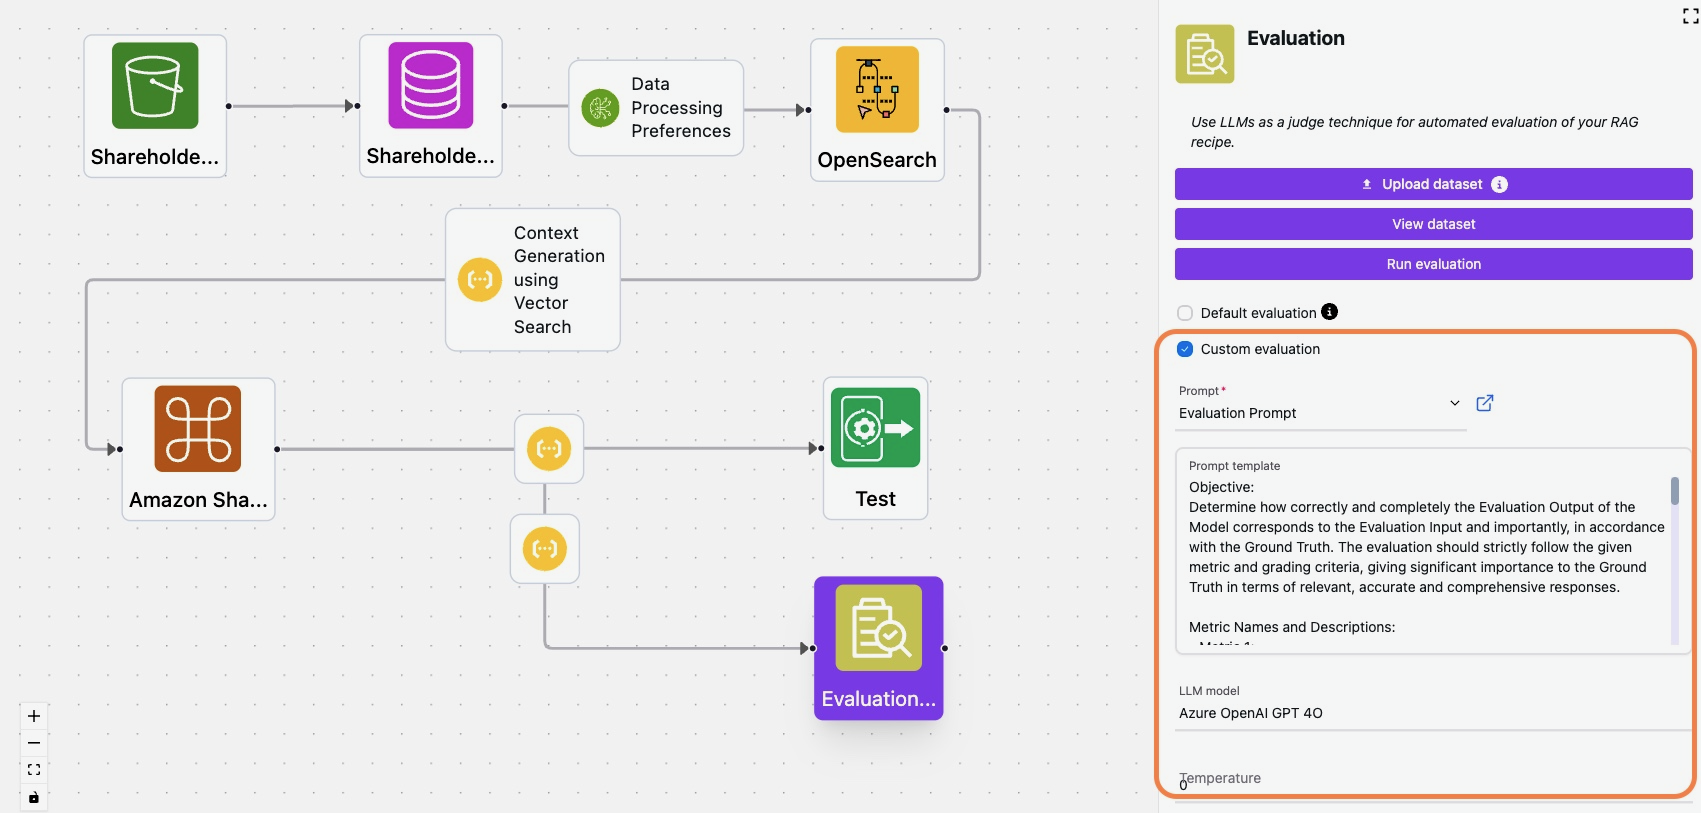 Shareholde...
Shareholde...
Data
Processing
Preferences
OpenSearch
Context
Generation
using
Vector
Search
Amazon Sha...
Test
Evaluation...
Evaluation
Use LLMs as a judge technique for automated evaluation of your RAG
recipe.
Upload dataset
View dataset
Run evaluation
Default evaluation
Custom evaluation
Prompt*
Evaluation Prompt
Prompt template
Objective:
Determine how correctly and completely the Evaluation Output of the
Model corresponds to the Evaluation Input and importantly, in accordance
with the Ground Truth. The evaluation should strictly follow the given
metric and grading criteria, giving significant importance to the Ground
Truth in terms of relevant, accurate and comprehensive responses.
Metric Names and Descriptions:
LLM model
Azure OpenAI GPT 4O
Temperature
0